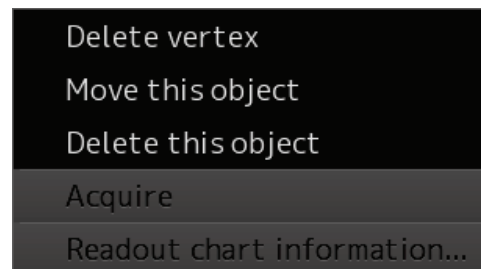 Delete vertex
Move this object
Delete this object
Acquire
Readout chart information...